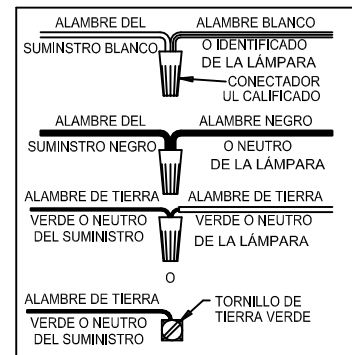 ALAMBRE DEL ALAMBRE BLANCO
SUMINSTRO BLANCO O IDENTIFICADO
DE LA LÁMPARA
CONECTADOR
UL CALIFICADO
ALAMBRE DEL ALAMBRE NEGRO
SUMINSTRO NEGRO O NEUTRO
DE LA LÁMPARA
ALAMBRE DE TIERRA ALAMBRE DE TIERRA
VERDE O NEUTRO VERDE O NEUTRO
DEL SUMINISTRO DE LA LÁMPARA
O
ALAMBRE DE TIERRA TORNILLO DE
VERDE O NEUTRO TIERRA VERDE
DEL SUMINISTRO